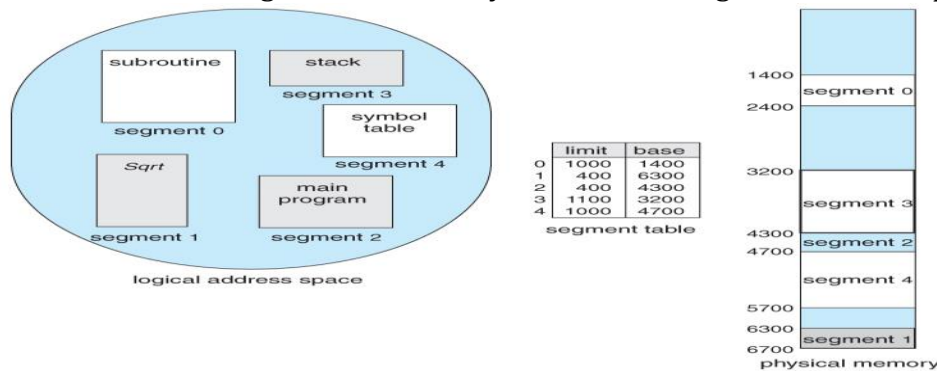 subroutine
stack
segment 3
segment 0
symbol
table
segment 4
Sqrt
main
program
segment 1
segment 2
logical address space
limit base
0 1000 1400
1 400 6300
2 400 4300
3 1100 3200
4 1000 4700
segment table
1400
segment 0
2400
3200
segment 3
4300
segment 2
4700
segment 4
5700
6300
segment 1
6700
physical memory